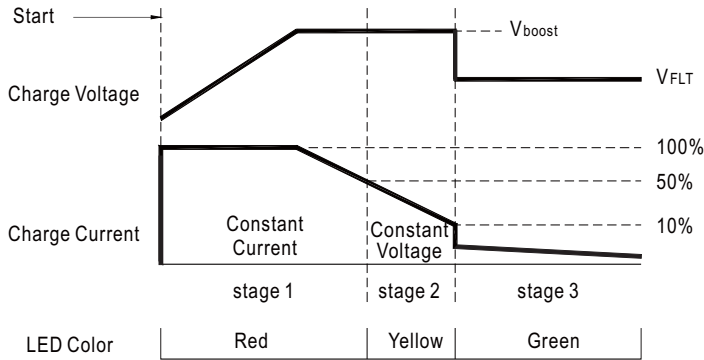 Start
Vboost
Charge Voltage
VFLT
100%
50%
Charge Current
Constant
Current
Constant
Voltage
10%
stage 1
stage 2
stage 3
LED Color
Red
Yellow
Green